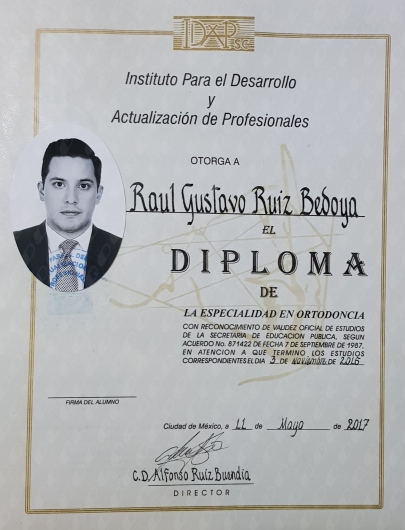 IDAP SC
Instituto Para el Desarrollo
y
Actualización de Profesionales
OTORGA A
Raul Gustavo Ruiz Bedoya
EL
DIPLOMA
DE
LA ESPECIALIDAD EN ORTODONCIA
CON RECONOCIMIENTO DE VALIDEZ OFICIAL DE ESTUDIOS
DE LA SECRETARIA DE EDUCACION PUBLICA, SEGUN
ACUERDO No. 871422 DE FECHA 7 DE SEPTIEMBRE DE 1987,
EN ATENCION A QUE TERMINO LOS ESTUDIOS
CORRESPONDIENTES EL DIA 3 de noviembre DE 2016
FIRMA DEL ALUMNO
Ciudad de México, a 11 de Mayo de 2017
C.D. Alfonso Ruiz Buendia
DIRECTOR